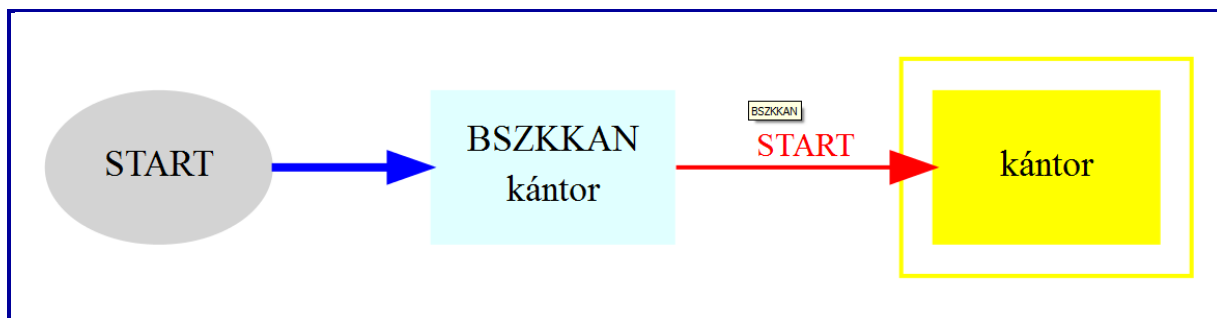 START
BSZKKAN
kántor
BSZKKAN
START
kántor